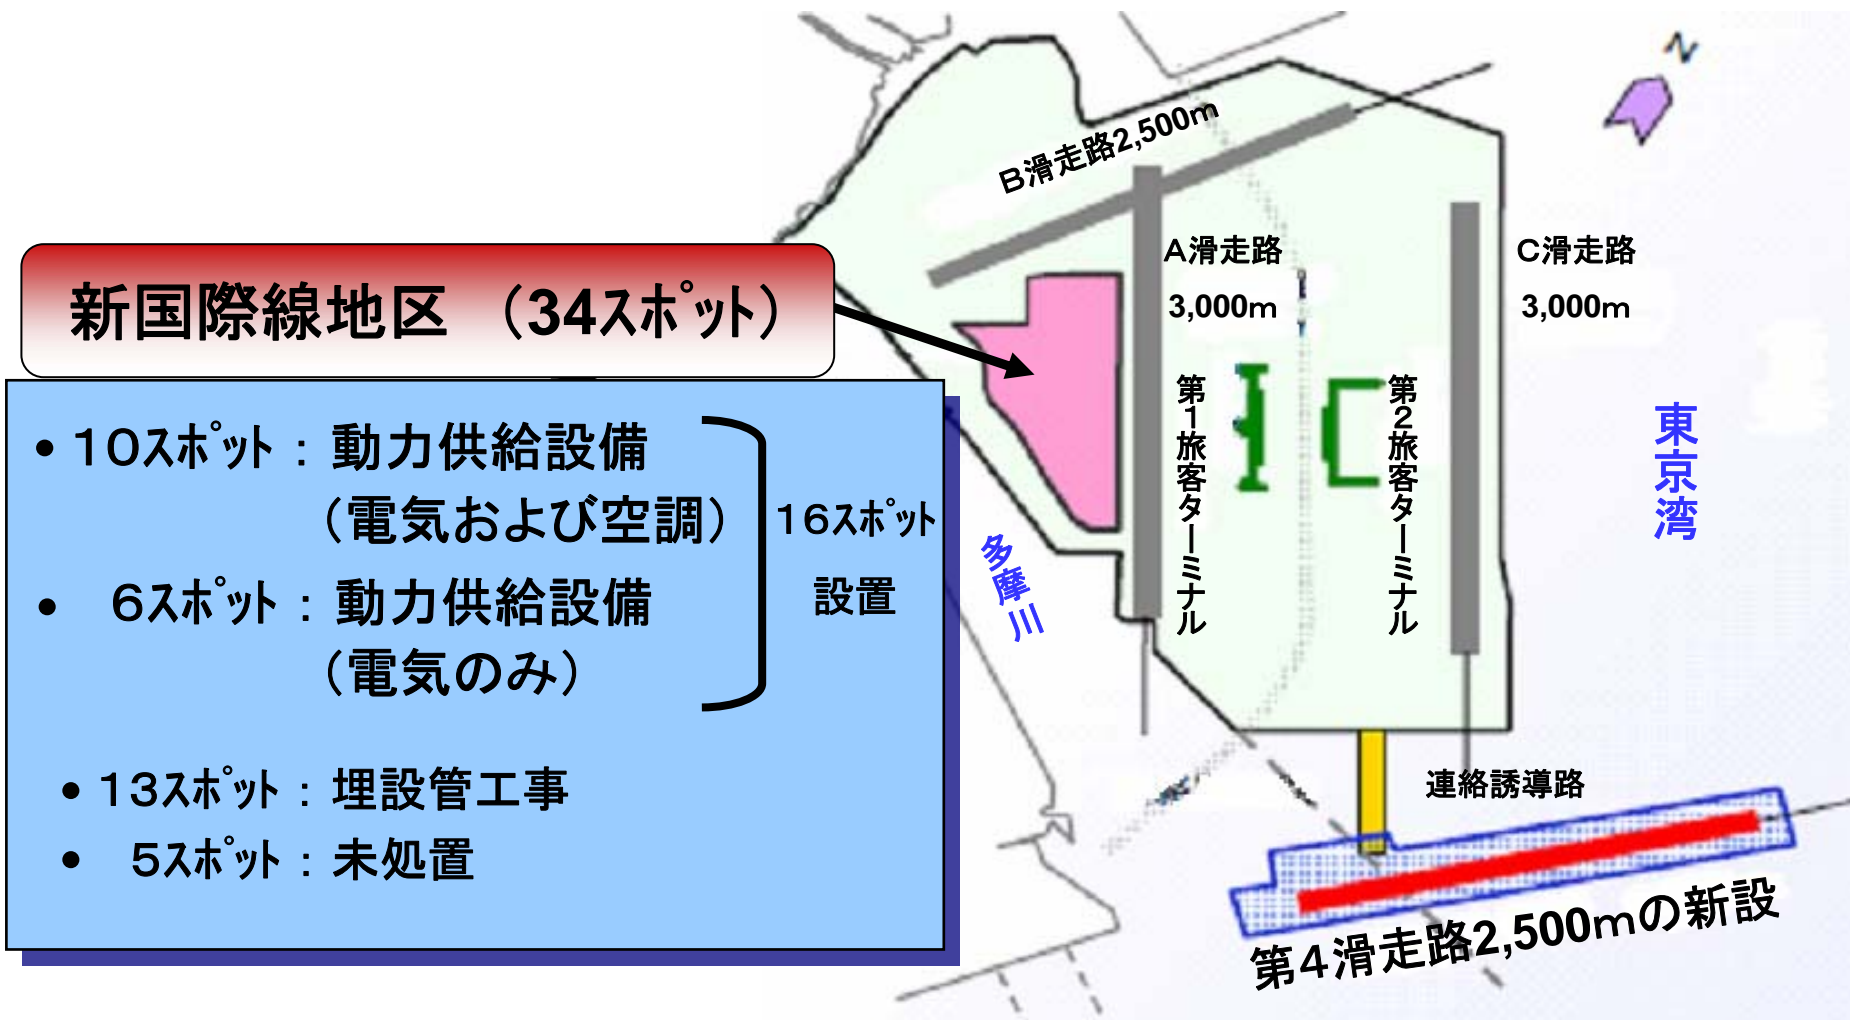 新国際線地区 （34ｽﾎﾟｯﾄ）
• 10ｽﾎﾟｯﾄ：動力供給設備
（電気および空調）
• 6ｽﾎﾟｯﾄ：動力供給設備
（電気のみ）
16ｽﾎﾟｯﾄ
設置
• 13ｽﾎﾟｯﾄ：埋設管工事
• 5ｽﾎﾟｯﾄ：未処置
N
B滑走路2,500m
A滑走路
3,000m
C滑走路
3,000m
第1旅客ターミナル
第2旅客ターミナル
東京湾
多摩川
連絡誘導路
第4滑走路2,500mの新設